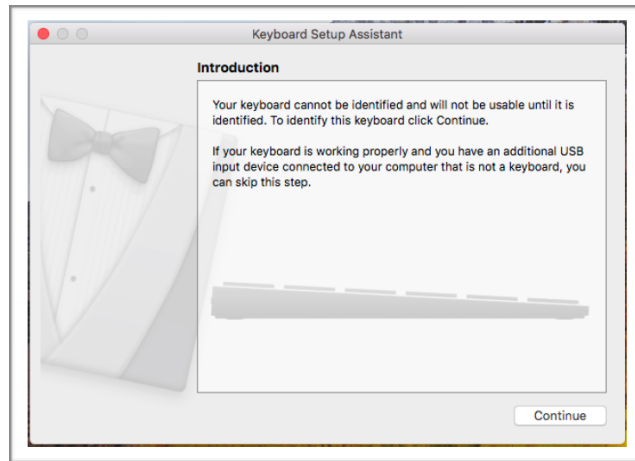 Keyboard Setup Assistant
Introduction
Your keyboard cannot be identified and will not be usable until it is
identified. To identify this keyboard click Continue.
If your keyboard is working properly and you have an additional USB
input device connected to your computer that is not a keyboard, you
can skip this step.
Continue